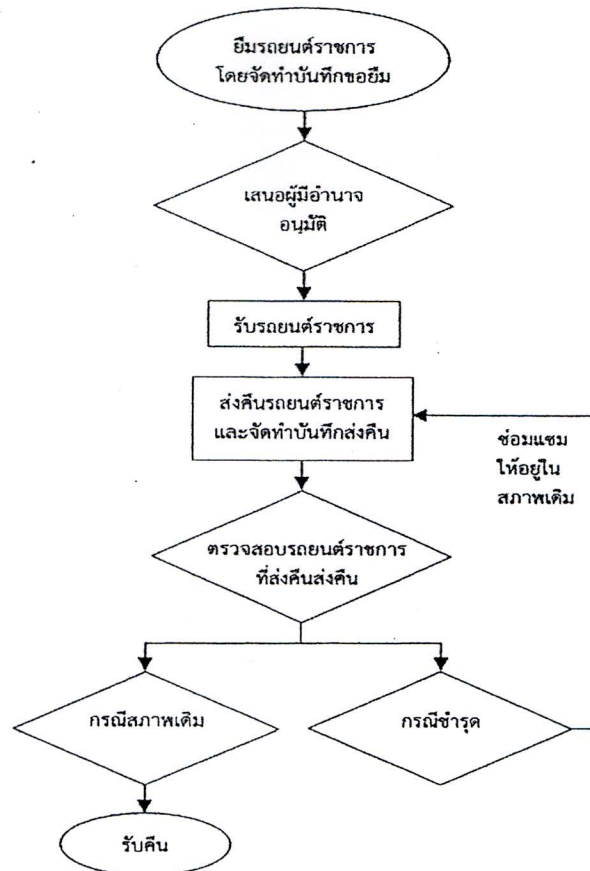 ยืมรถยนต์ราชการ
โดยจัดทำบันทึกขอยืม
เสนอผู้มีอำนาจ
อนุมัติ
รับรถยนต์ราชการ
ส่งคืนรถยนต์ราชการ
และจัดทำบันทึกส่งคืน
ซ่อมแซม
ให้อยู่ใน
สภาพเดิม
ตรวจสอบรถยนต์ราชการ
ที่ส่งคืนส่งคืน
กรณีสภาพเดิม
กรณีชำรุด
รับคืน